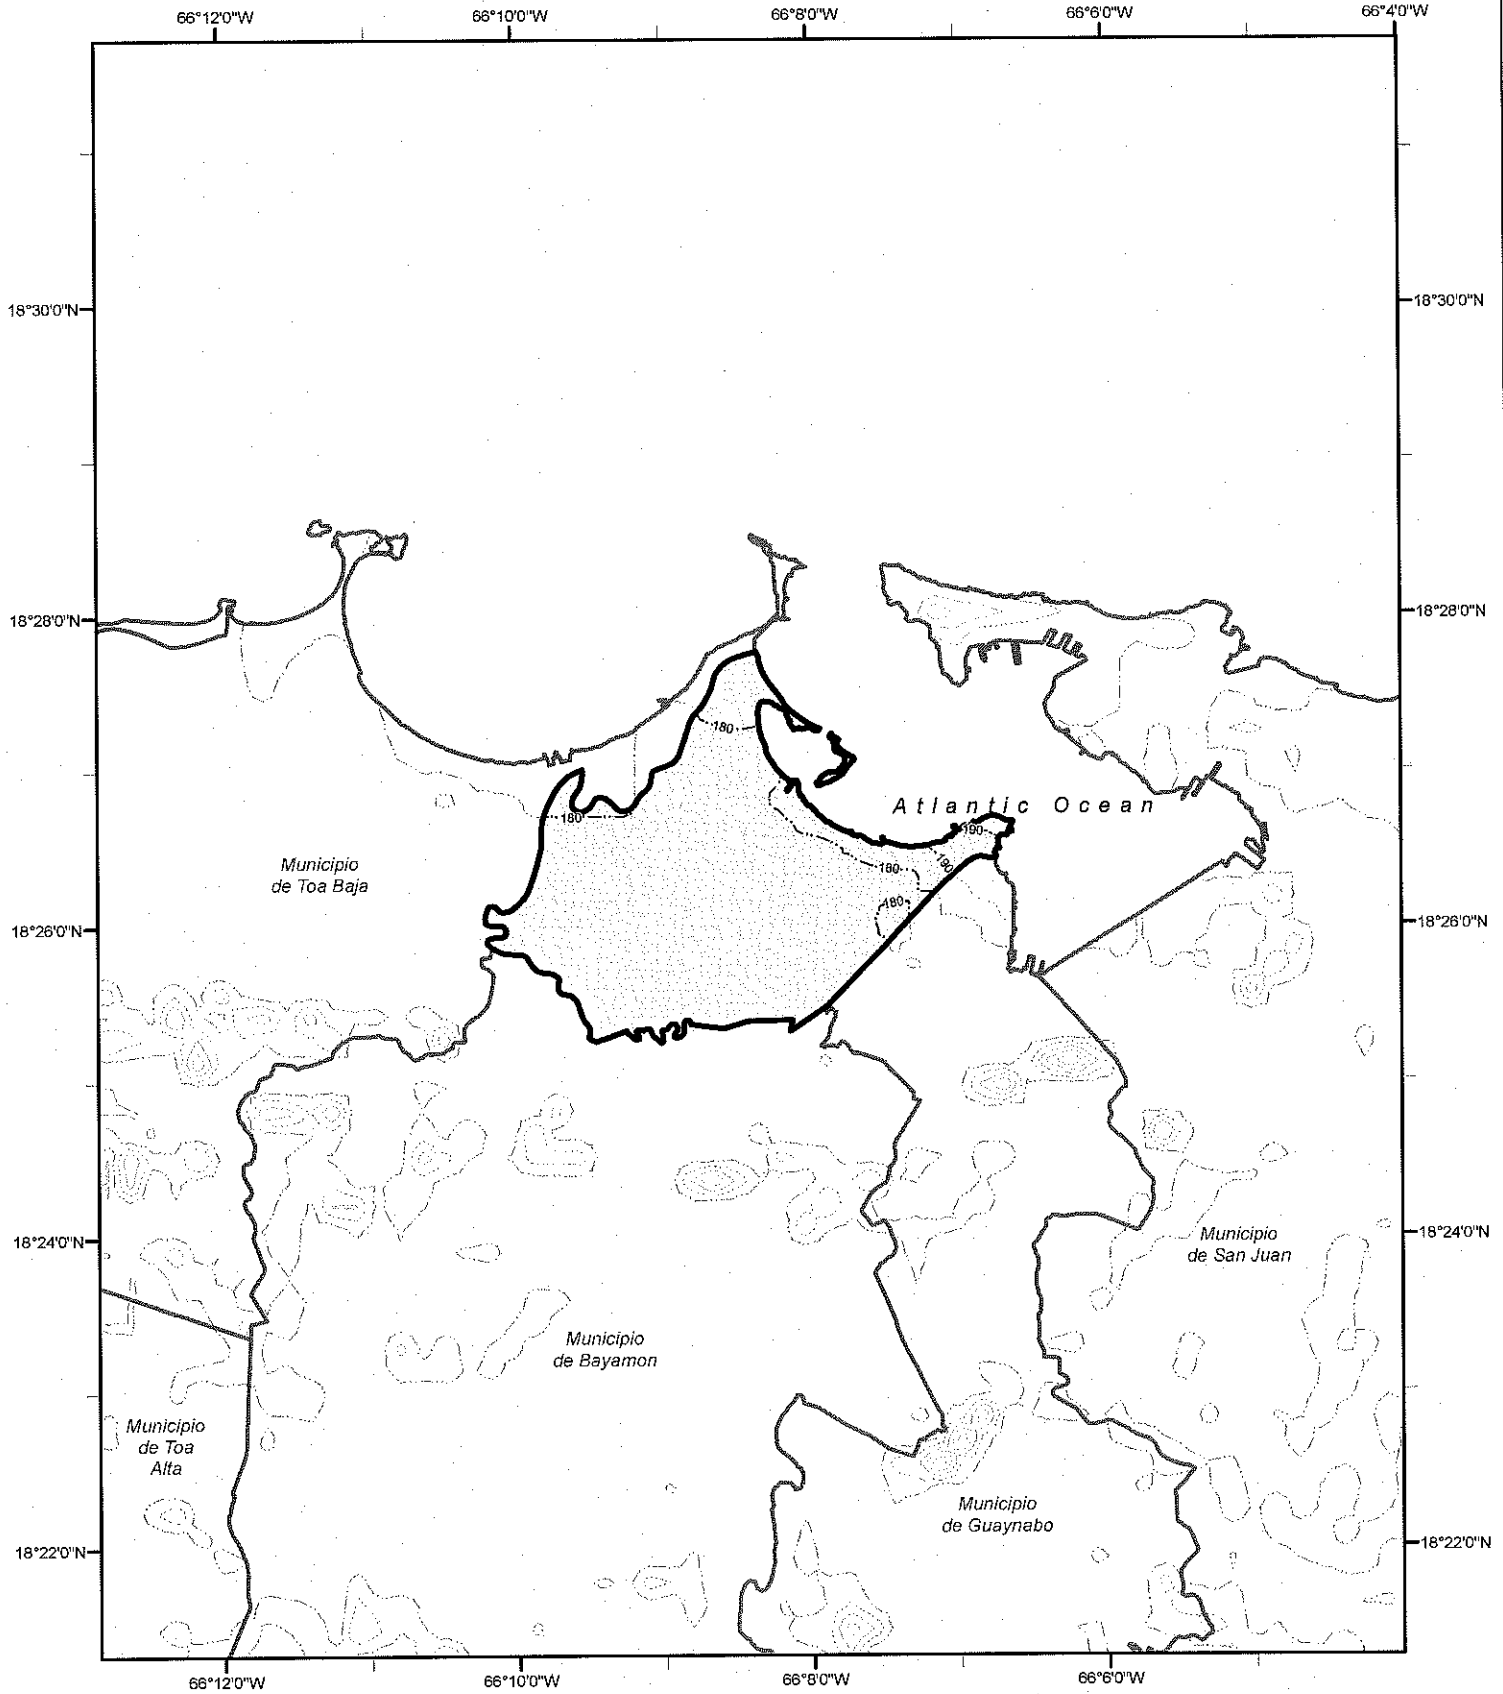 66°12'0"W
66°10'0"W
66°8'0"W
66°6'0"W
66°4'0"W
18°30'0"N
18°30'0"N
18°28'0"N
18°28'0"N
180
Atlantic Ocean
180
190
Municipio
de Toa Baja
180
190
180
18°26'0"N
18°26'0"N
18°24'0"N
Municipio
de San Juan
18°24'0"N
Municipio
de Bayamon
Municipio
de Toa
Alta
Municipio
de Guaynabo
18°22'0"N
18°22'0"N
66°12'0"W
66°10'0"W
66°8'0"W
66°6'0"W